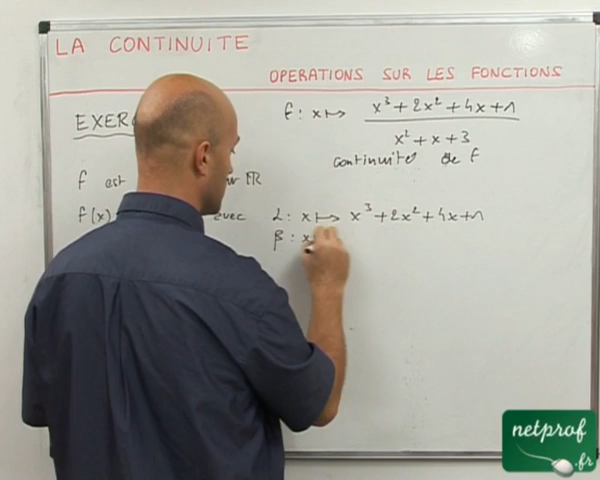 LA CONTINUITE
OPERATIONS SUR LES FONCTIONS
f : x ↦ x³ + 2x² + 4x + 1
x² + x + 3
continuité de f
f est IR
f(x) avec α : x ↦ x³ + 2x² + 4x + 1
β : x
netprof
.fr